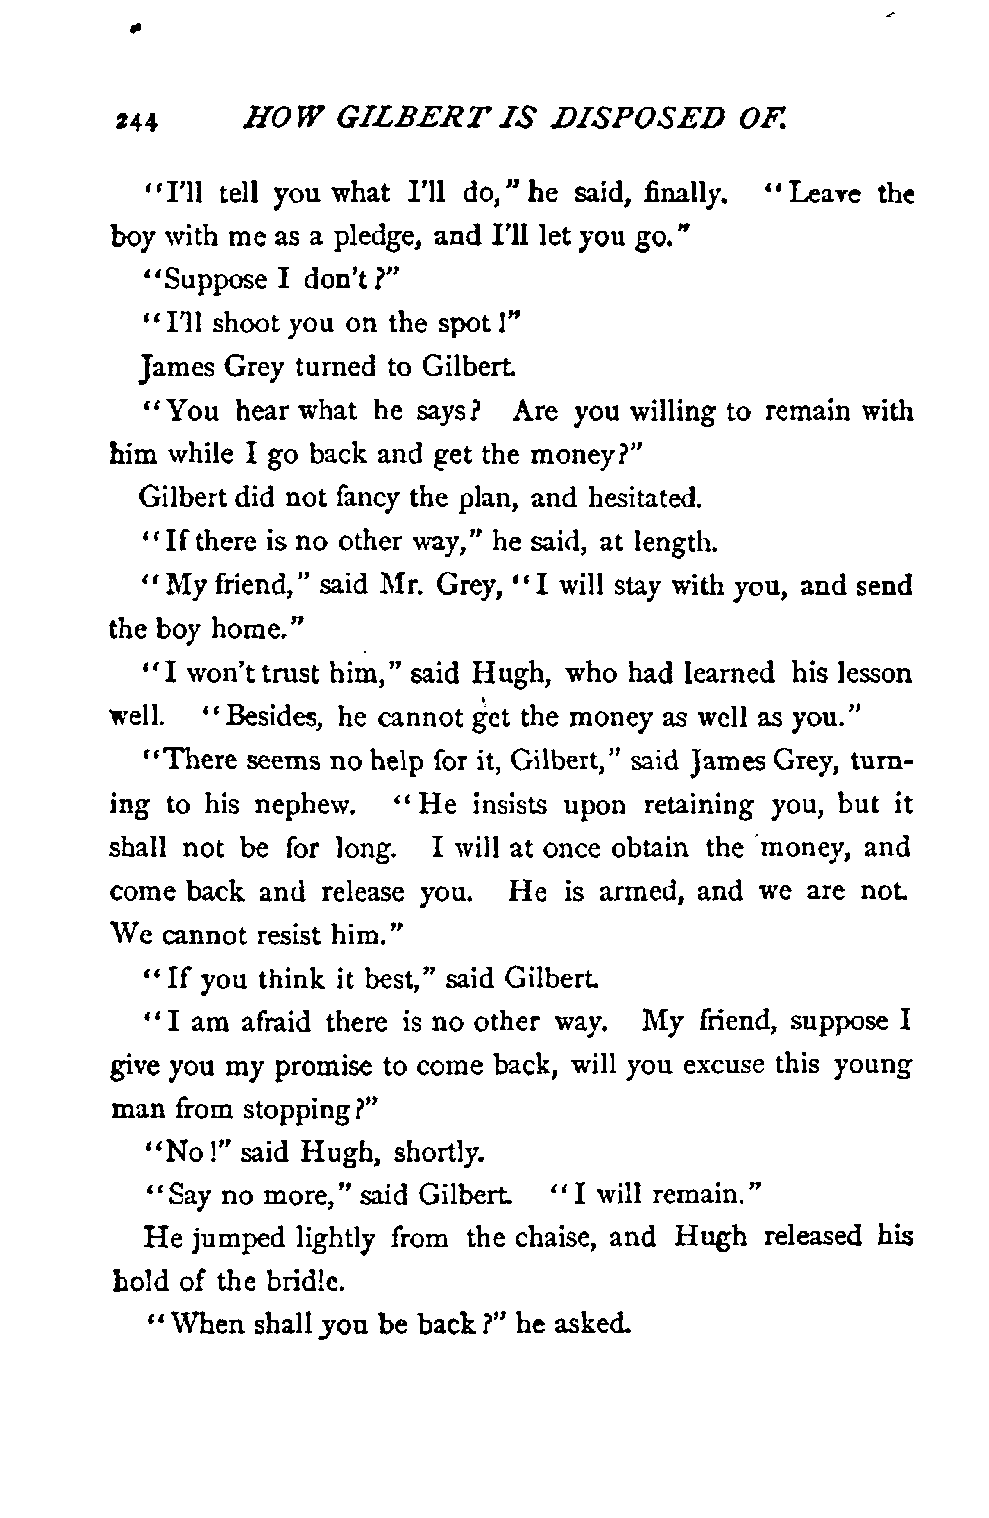 244 HOW GILBERT IS DISPOSED OF.
"I'll tell you what I'll do," he said, finally. "Leave the
boy with me as a pledge, and I'll let you go."
"Suppose I don't?"
"I'll shoot you on the spot!"
James Grey turned to Gilbert.
"You hear what he says? Are you willing to remain with
him while I go back and get the money?"
Gilbert did not fancy the plan, and hesitated.
"If there is no other way," he said, at length.
"My friend," said Mr. Grey, "I will stay with you, and send
the boy home."
"I won't trust him," said Hugh, who had learned his lesson
well. "Besides, he cannot get the money as well as you."
"There seems no help for it, Gilbert," said James Grey, turn-
ing to his nephew. "He insists upon retaining you, but it
shall not be for long. I will at once obtain the money, and
come back and release you. He is armed, and we are not.
We cannot resist him."
"If you think it best," said Gilbert.
"I am afraid there is no other way. My friend, suppose I
give you my promise to come back, will you excuse this young
man from stopping?"
"No!" said Hugh, shortly.
"Say no more," said Gilbert. "I will remain."
He jumped lightly from the chaise, and Hugh released his
hold of the bridle.
"When shall you be back?" he asked.